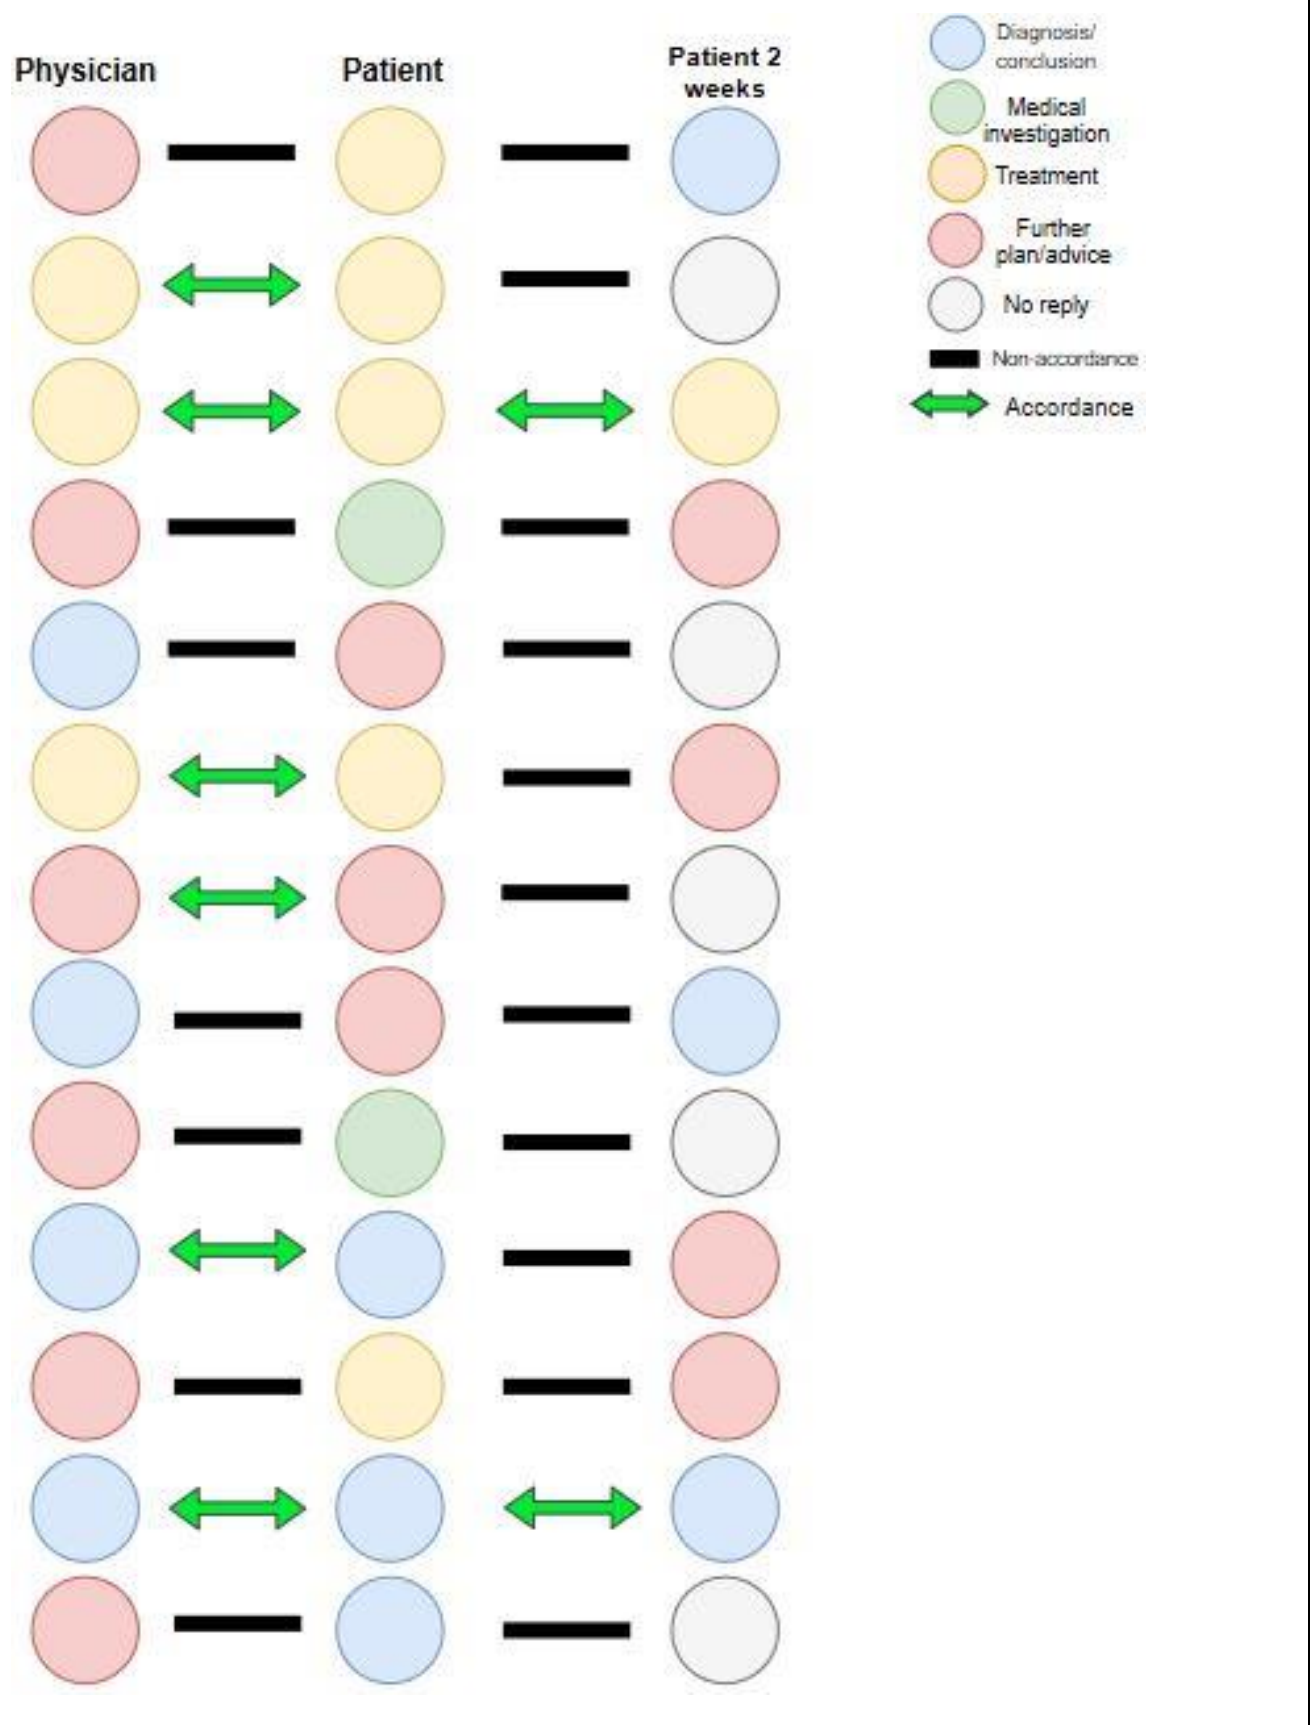 Physician
Patient
Patient 2
weeks
Diagnosis/
conclusion
Medical
investigation
Treatment
Further
plan/advice
No reply
Non-accordance
Accordance